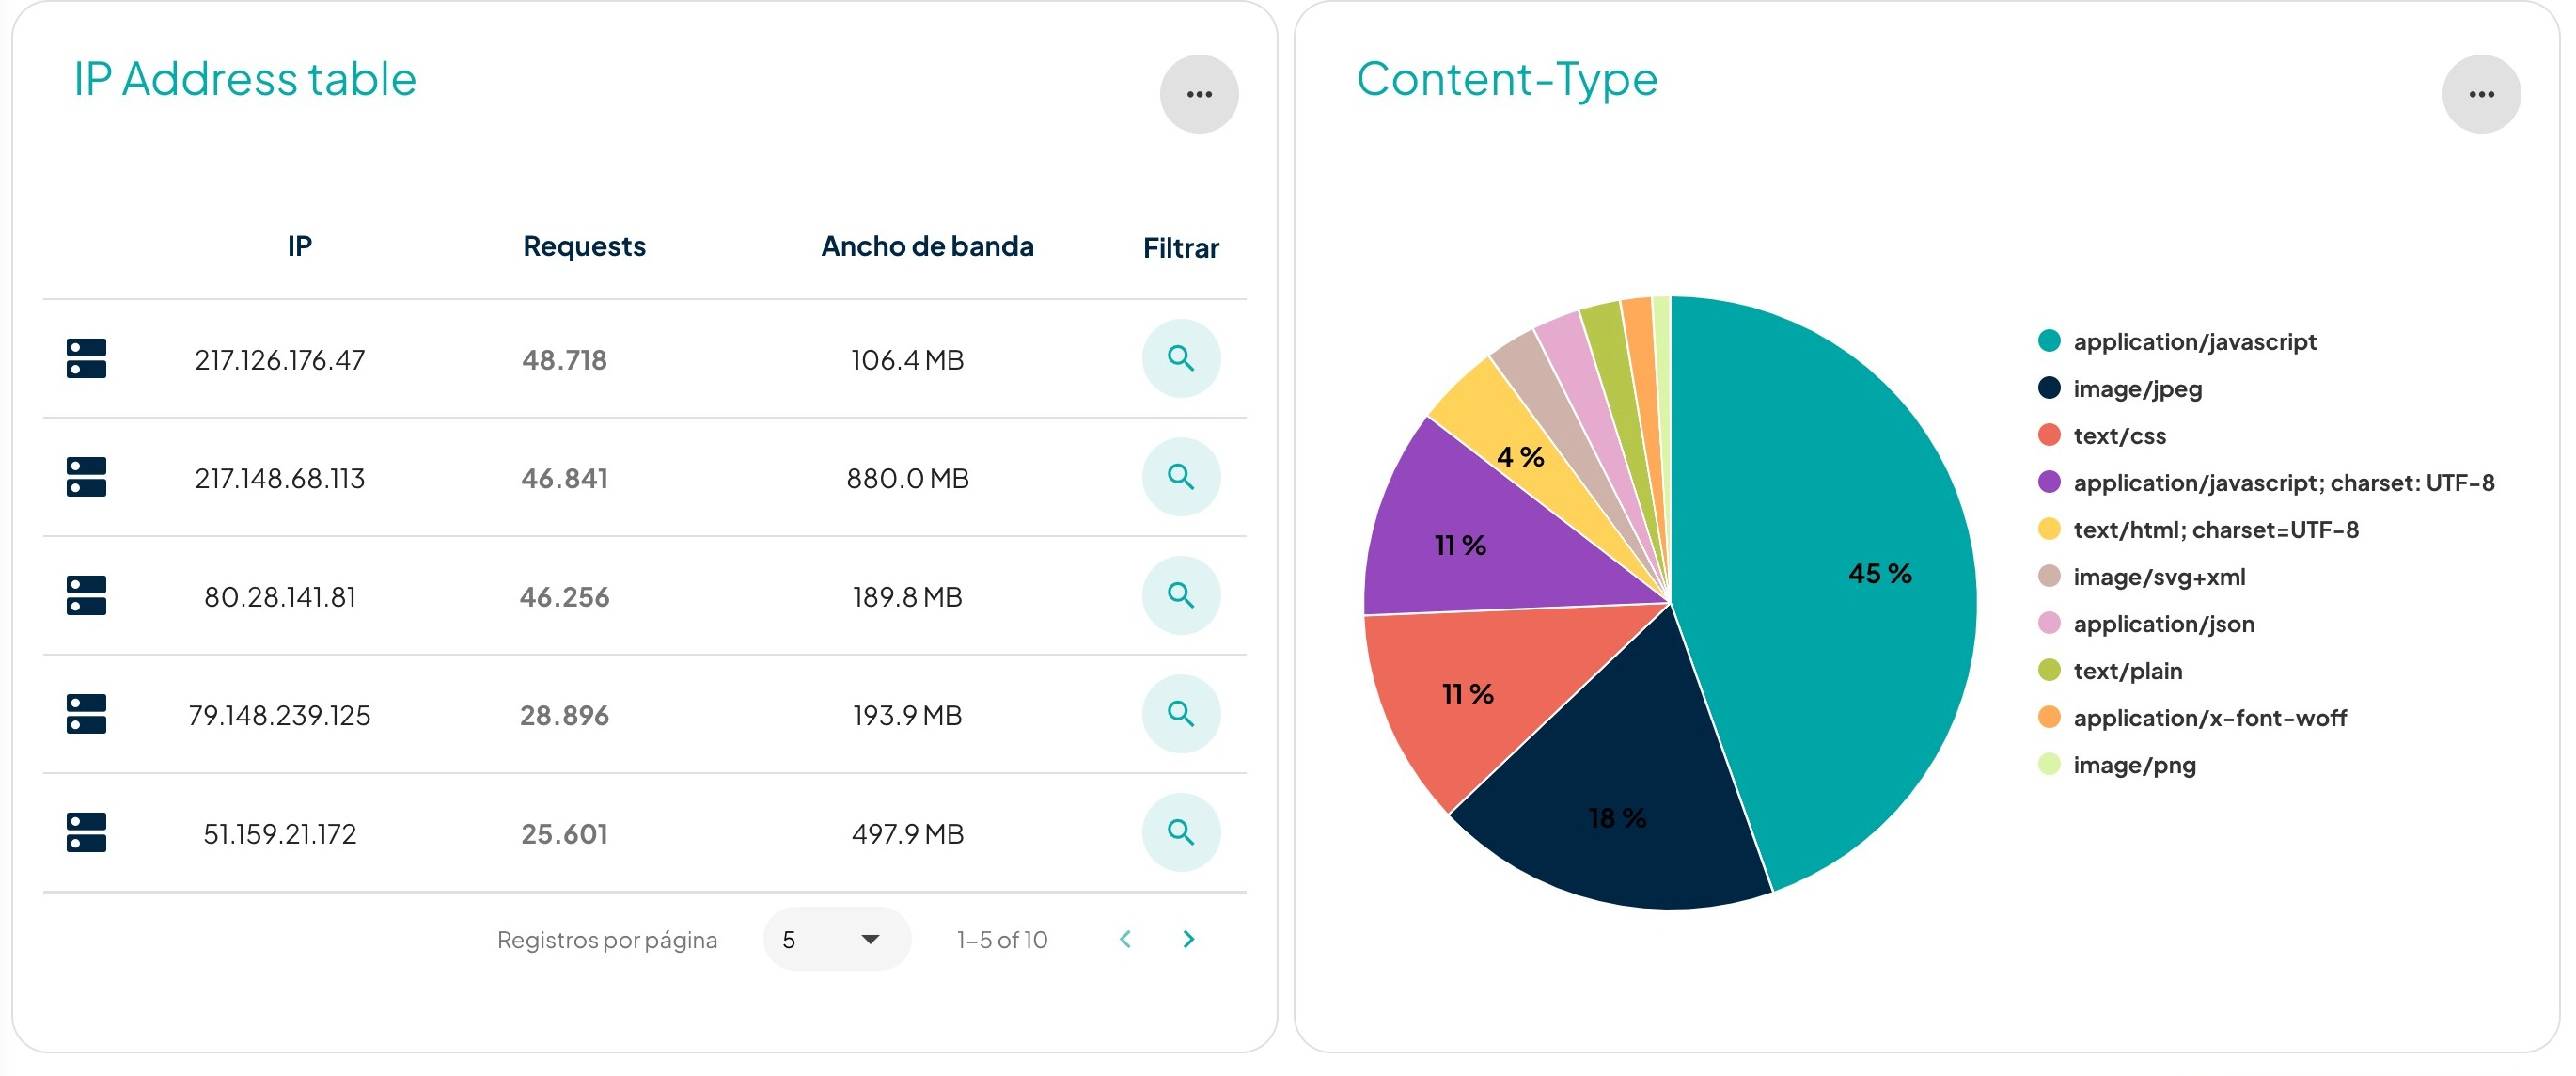 IP Address table
IP Requests Ancho de banda Filtrar
217.126.176.47 48.718 106.4 MB
217.148.68.113 46.841 880.0 MB
80.28.141.81 46.256 189.8 MB
79.148.239.125 28.896 193.9 MB
51.159.21.172 25.601 497.9 MB
Registros por página 5 1-5 of 10
Content-Type
45 %
18 %
11 %
11 %
4 %
application/javascript
image/jpeg
text/css
application/javascript; charset: UTF-8
text/html; charset=UTF-8
image/svg+xml
application/json
text/plain
application/x-font-woff
image/png